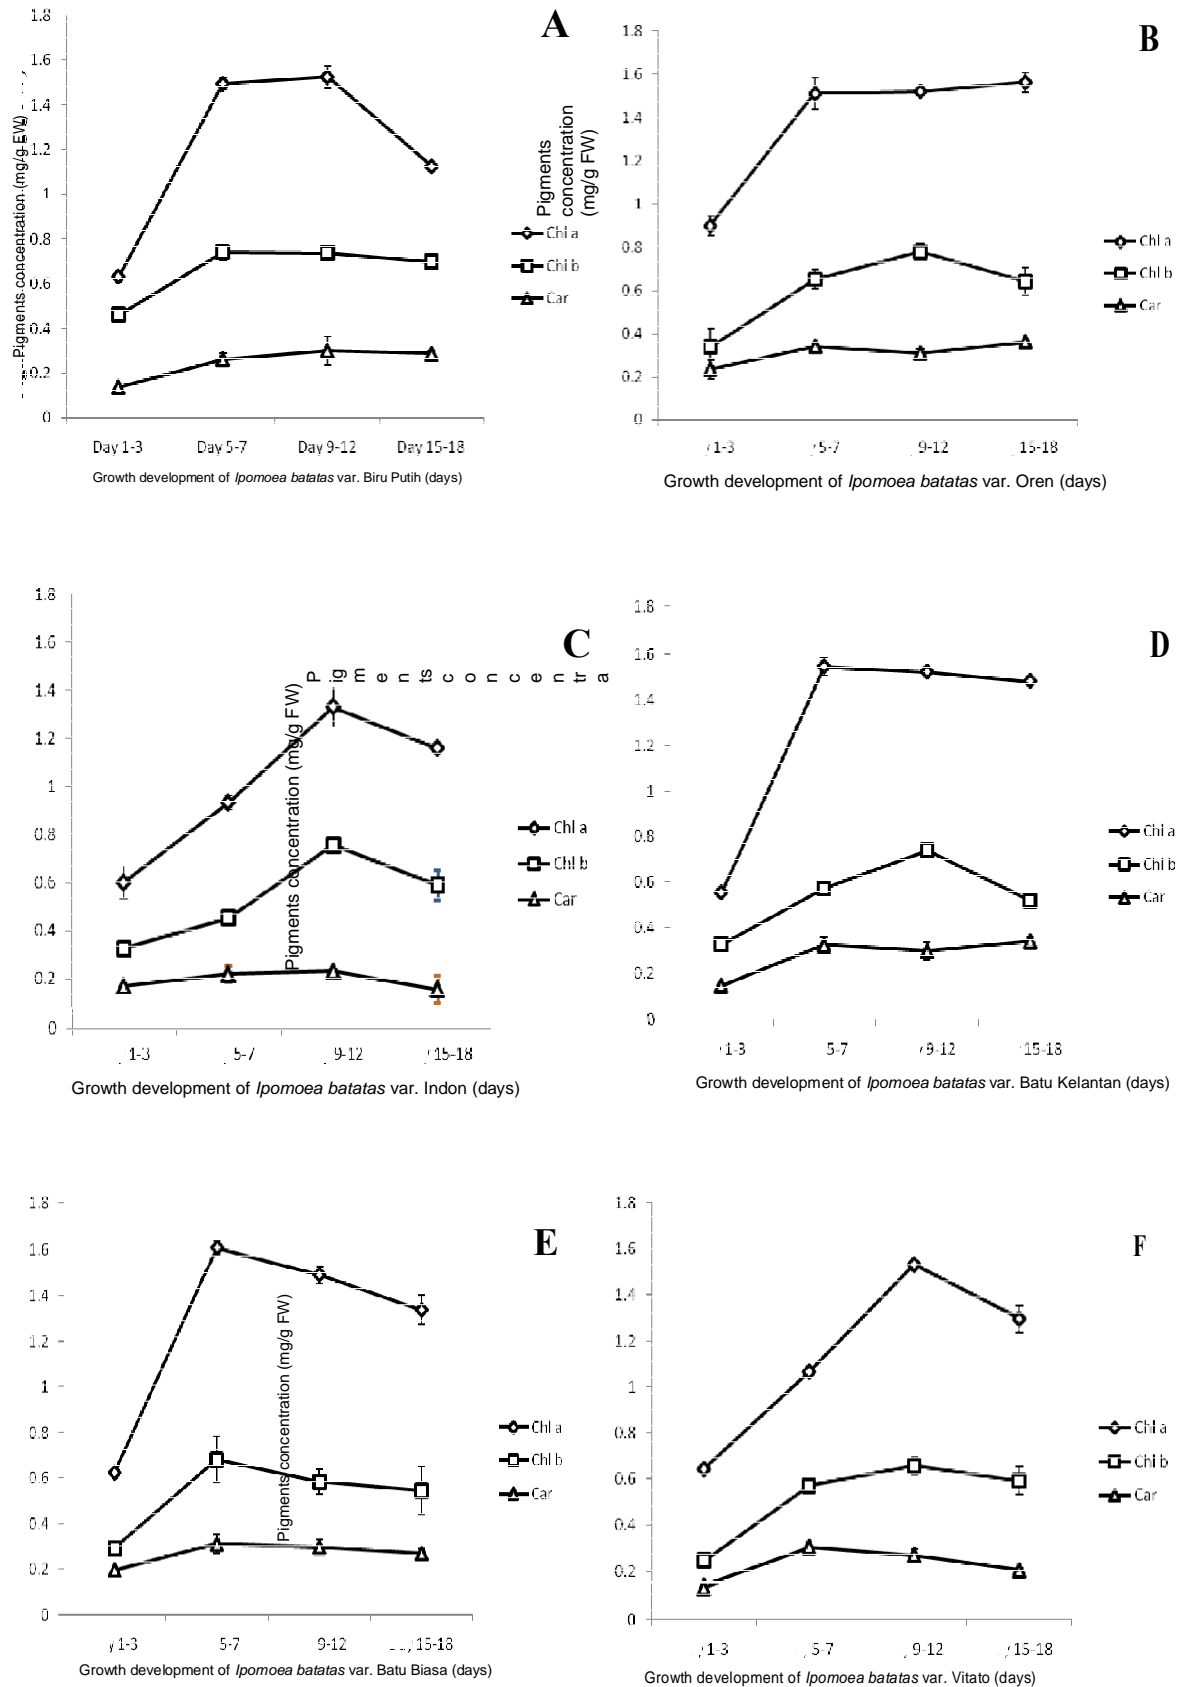 A
1.8
1.6
1.4
1.2
1
0.8
0.6
0.4
0.2
0
Pigments concentration (mg/g FW)
Chl a
Chl b
Car
Day 1-3 Day 5-7 Day 9-12 Day 15-18
Growth development of Ipomoea batatas var. Biru Putih (days)
B
1.8
1.6
1.4
1.2
1
0.8
0.6
0.4
0.2
0
Pigments
concentration
(mg/g FW)
Chl a
Chl b
Car
1-3 5-7 9-12 15-18
Growth development of Ipomoea batatas var. Oren (days)
C
1.8
1.6
1.4
1.2
1
0.8
0.6
0.4
0.2
0
P ig m e n ts c o n c e n tr a
Pigments concentration (mg/g FW)
Chl a
Chl b
Car
1-3 5-7 9-12 15-18
Growth development of Ipomoea batatas var. Indon (days)
D
1.8
1.6
1.4
1.2
1
0.8
0.6
0.4
0.2
0
Chl a
Chl b
Car
1-3 5-7 9-12 15-18
Growth development of Ipomoea batatas var. Batu Kelantan (days)
E
1.8
1.6
1.4
1.2
1
0.8
0.6
0.4
0.2
0
Pigments concentration (mg/g FW)
Chl a
Chl b
Car
1-3 5-7 9-12 15-18
Growth development of Ipomoea batatas var. Batu Biasa (days)
F
1.8
1.6
1.4
1.2
1
0.8
0.6
0.4
0.2
0
Chl a
Chl b
Car
1-3 5-7 9-12 15-18
Growth development of Ipomoea batatas var. Vitato (days)